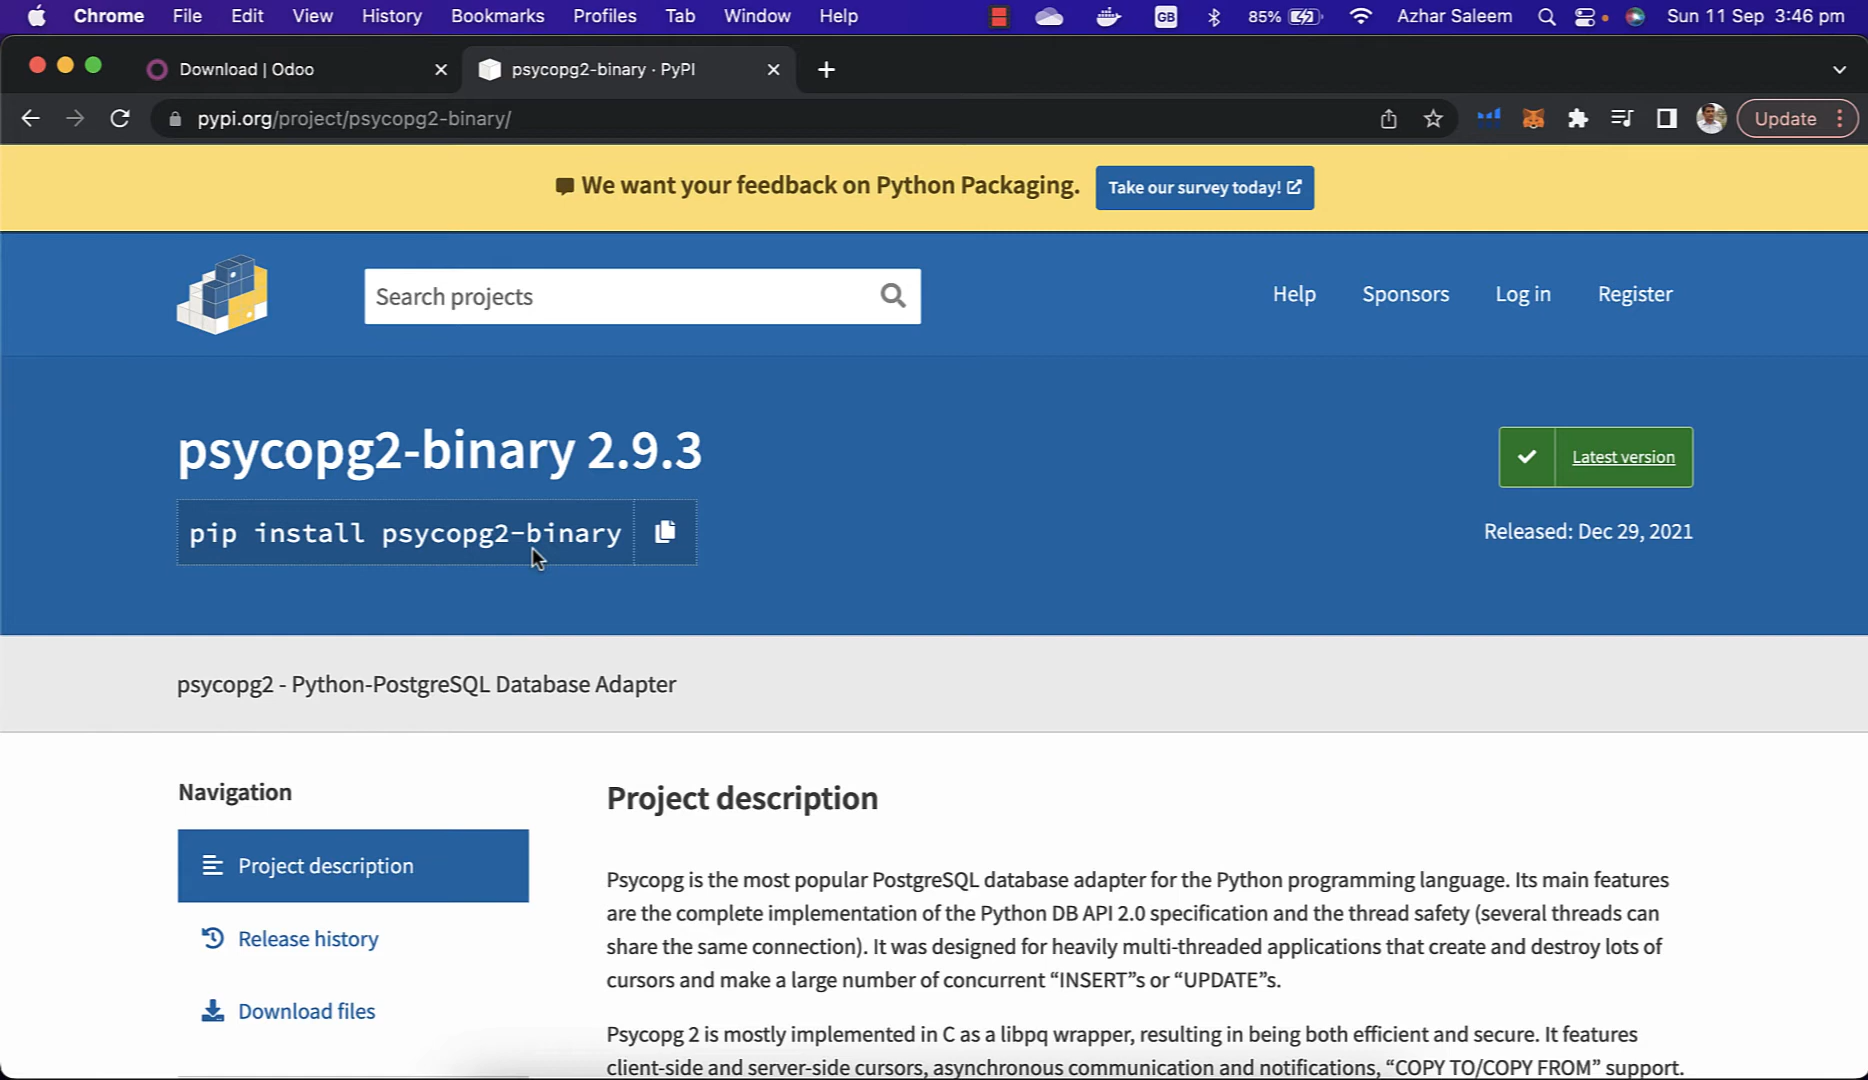 Chrome File Edit View History Bookmarks Profiles Tab Window Help GB 85% Azhar Saleem Sun 11 Sep 3:46 pm
Download | Odoo psycopg2-binary · PyPI
pypi.org/project/psycopg2-binary/ Update
We want your feedback on Python Packaging. Take our survey today!
Search projects Help Sponsors Log in Register
psycopg2-binary 2.9.3
Latest version
pip install psycopg2-binary
Released: Dec 29, 2021
psycopg2 - Python-PostgreSQL Database Adapter
Navigation
Project description
Release history
Download files
Project description
Psycopg is the most popular PostgreSQL database adapter for the Python programming language. Its main features
are the complete implementation of the Python DB API 2.0 specification and the thread safety (several threads can
share the same connection). It was designed for heavily multi-threaded applications that create and destroy lots of
cursors and make a large number of concurrent “INSERT”s or “UPDATE”s.
Psycopg 2 is mostly implemented in C as a libpq wrapper, resulting in being both efficient and secure. It features
client-side and server-side cursors, asynchronous communication and notifications, “COPY TO/COPY FROM” support.